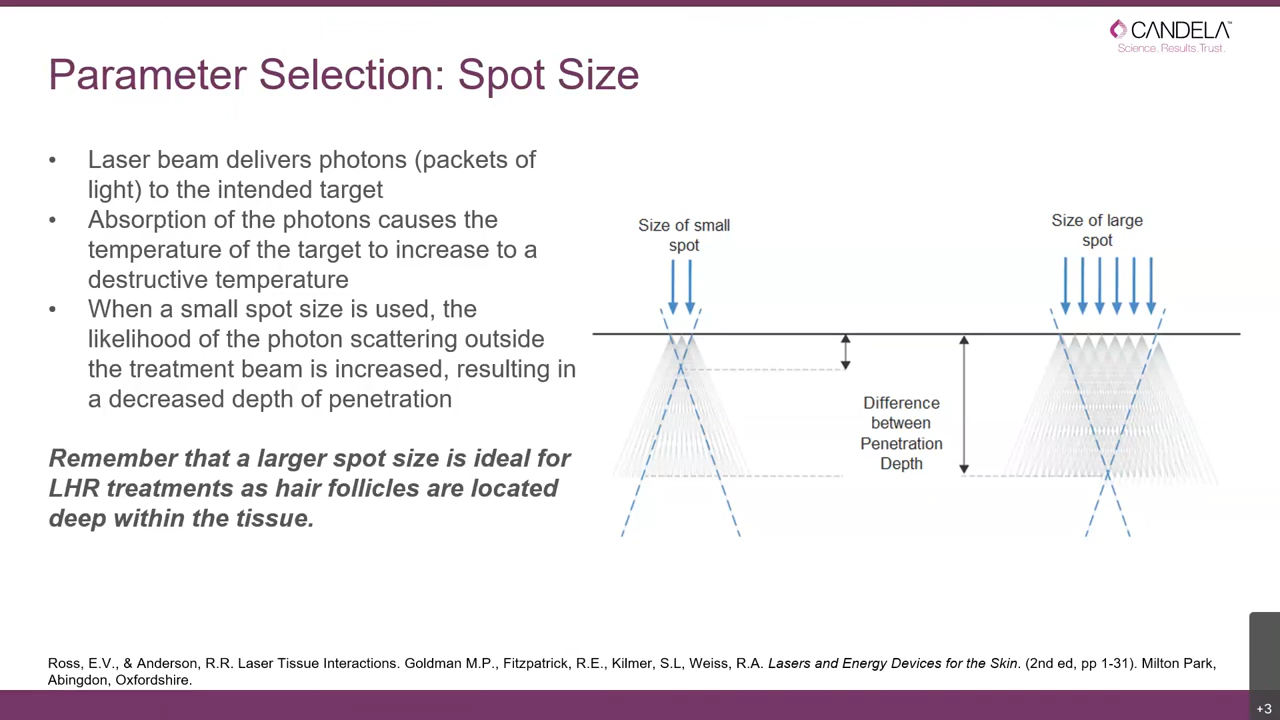 CANDELA™
Science. Results. Trust.
Parameter Selection: Spot Size
• Laser beam delivers photons (packets of
light) to the intended target
• Absorption of the photons causes the
temperature of the target to increase to a
destructive temperature
• When a small spot size is used, the
likelihood of the photon scattering outside
the treatment beam is increased, resulting in
a decreased depth of penetration
Remember that a larger spot size is ideal for
LHR treatments as hair follicles are located
deep within the tissue.
Size of small
spot
Size of large
spot
Difference
between
Penetration
Depth
Ross, E.V., & Anderson, R.R. Laser Tissue Interactions. Goldman M.P., Fitzpatrick, R.E., Kilmer, S.L, Weiss, R.A. Lasers and Energy Devices for the Skin. (2nd ed, pp 1-31). Milton Park,
Abingdon, Oxfordshire.
+3